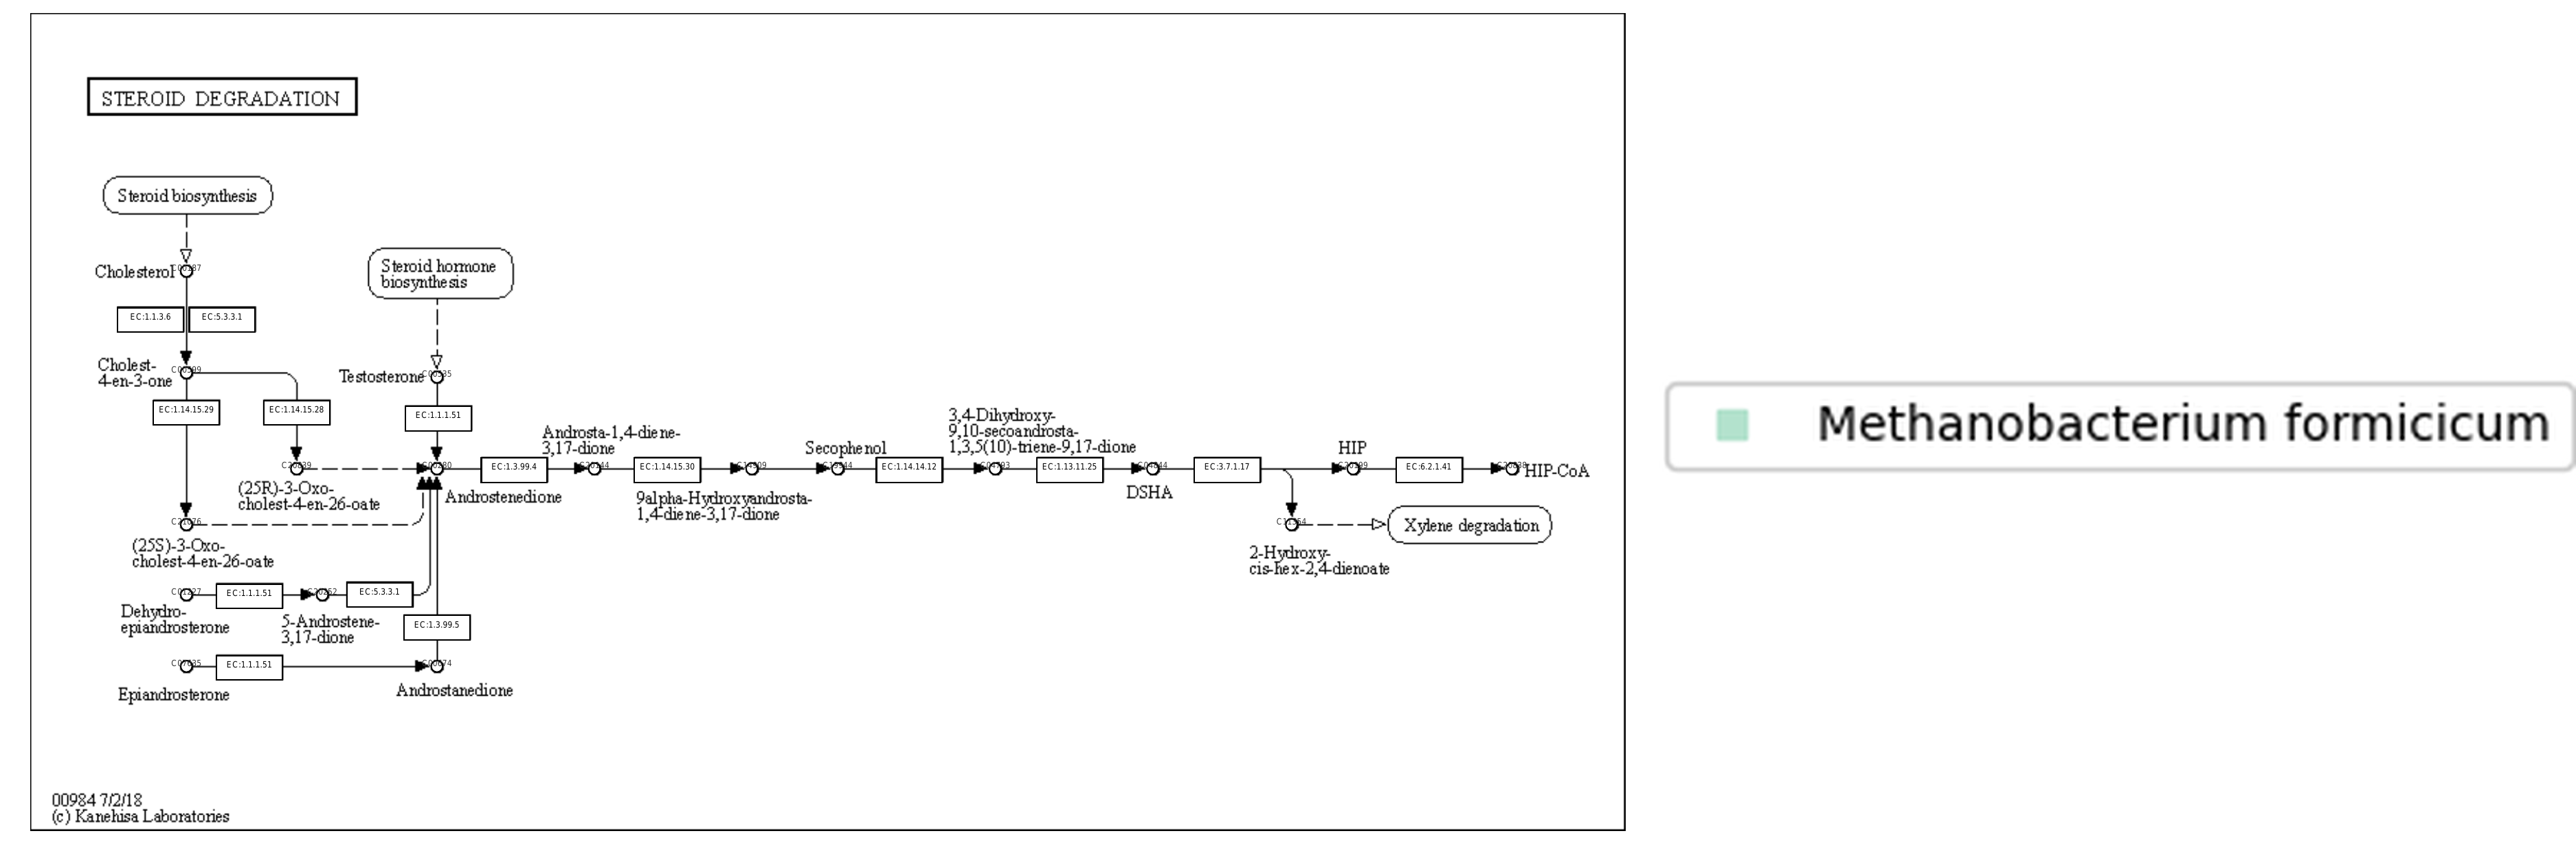 STEROID DEGRADATION
Steroid biosynthesis
Cholesterol
EC:1.1.3.6
EC:5.3.3.1
Cholest-
4-en-3-one
EC:1.14.15.29
EC:1.14.15.28
Steroid hormone
biosynthesis
Testosterone
EC:1.1.1.51
(25R)-3-Oxo-
cholest-4-en-26-oate
(25S)-3-Oxo-
cholest-4-en-26-oate
Androstenedione
EC:1.3.99.4
Androsta-1,4-diene-
3,17-dione
EC:1.14.15.30
9alpha-Hydroxyandrosta-
1,4-diene-3,17-dione
Secophenol
EC:1.14.14.12
3,4-Dihydroxy-
9,10-secoandrosta-
1,3,5(10)-triene-9,17-dione
EC:1.13.11.25
DSHA
EC:3.7.1.17
HIP
EC:6.2.1.41
HIP-CoA
2-Hydroxy-
cis-hex-2,4-dienoate
Xylene degradation
Dehydro-
epiandrosterone
EC:1.1.1.51
5-Androstene-
3,17-dione
EC:5.3.3.1
EC:1.3.99.5
Epiandrosterone
EC:1.1.1.51
Androstanedione
00984 7/2/18
(c) Kanehisa Laboratories
Methanobacterium formicicum